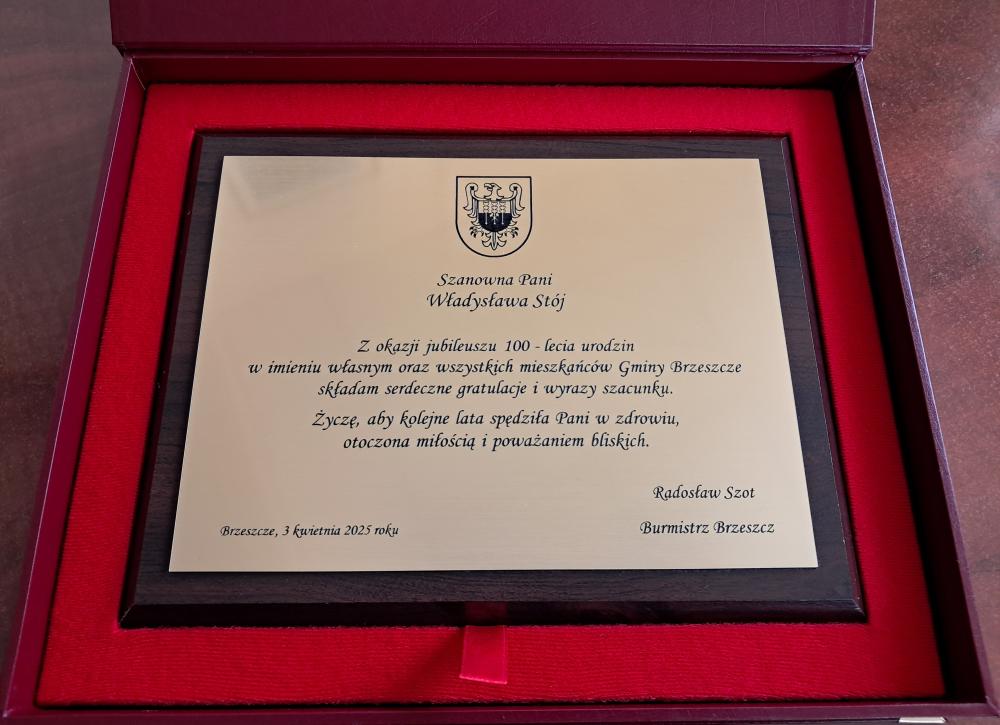 Szanowna Pani
Władysława Stój
Z okazji jubileuszu 100 - lecia urodzin
w imieniu własnym oraz wszystkich mieszkańców Gminy Brzeszcze
składam serdeczne gratulacje i wyrazy szacunku.
Życzę, aby kolejne lata spędziła Pani w zdrowiu,
otoczona miłością i poważaniem bliskich.
Radosław Szot
Brzeszcze, 3 kwietnia 2025 roku
Burmistrz Brzeszcz